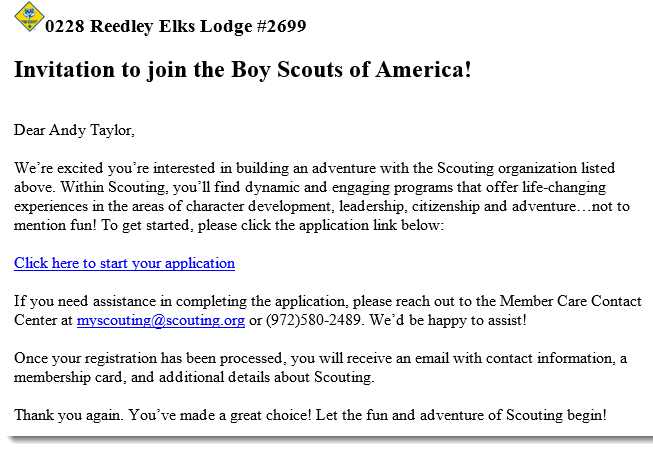 0228 Reedley Elks Lodge #2699
Invitation to join the Boy Scouts of America!
Dear Andy Taylor,
We’re excited you’re interested in building an adventure with the Scouting organization listed
above. Within Scouting, you’ll find dynamic and engaging programs that offer life-changing
experiences in the areas of character development, leadership, citizenship and adventure…not to
mention fun! To get started, please click the application link below:
Click here to start your application
If you need assistance in completing the application, please reach out to the Member Care Contact
Center at myscouting@scouting.org or (972)580-2489. We’d be happy to assist!
Once your registration has been processed, you will receive an email with contact information, a
membership card, and additional details about Scouting.
Thank you again. You’ve made a great choice! Let the fun and adventure of Scouting begin!